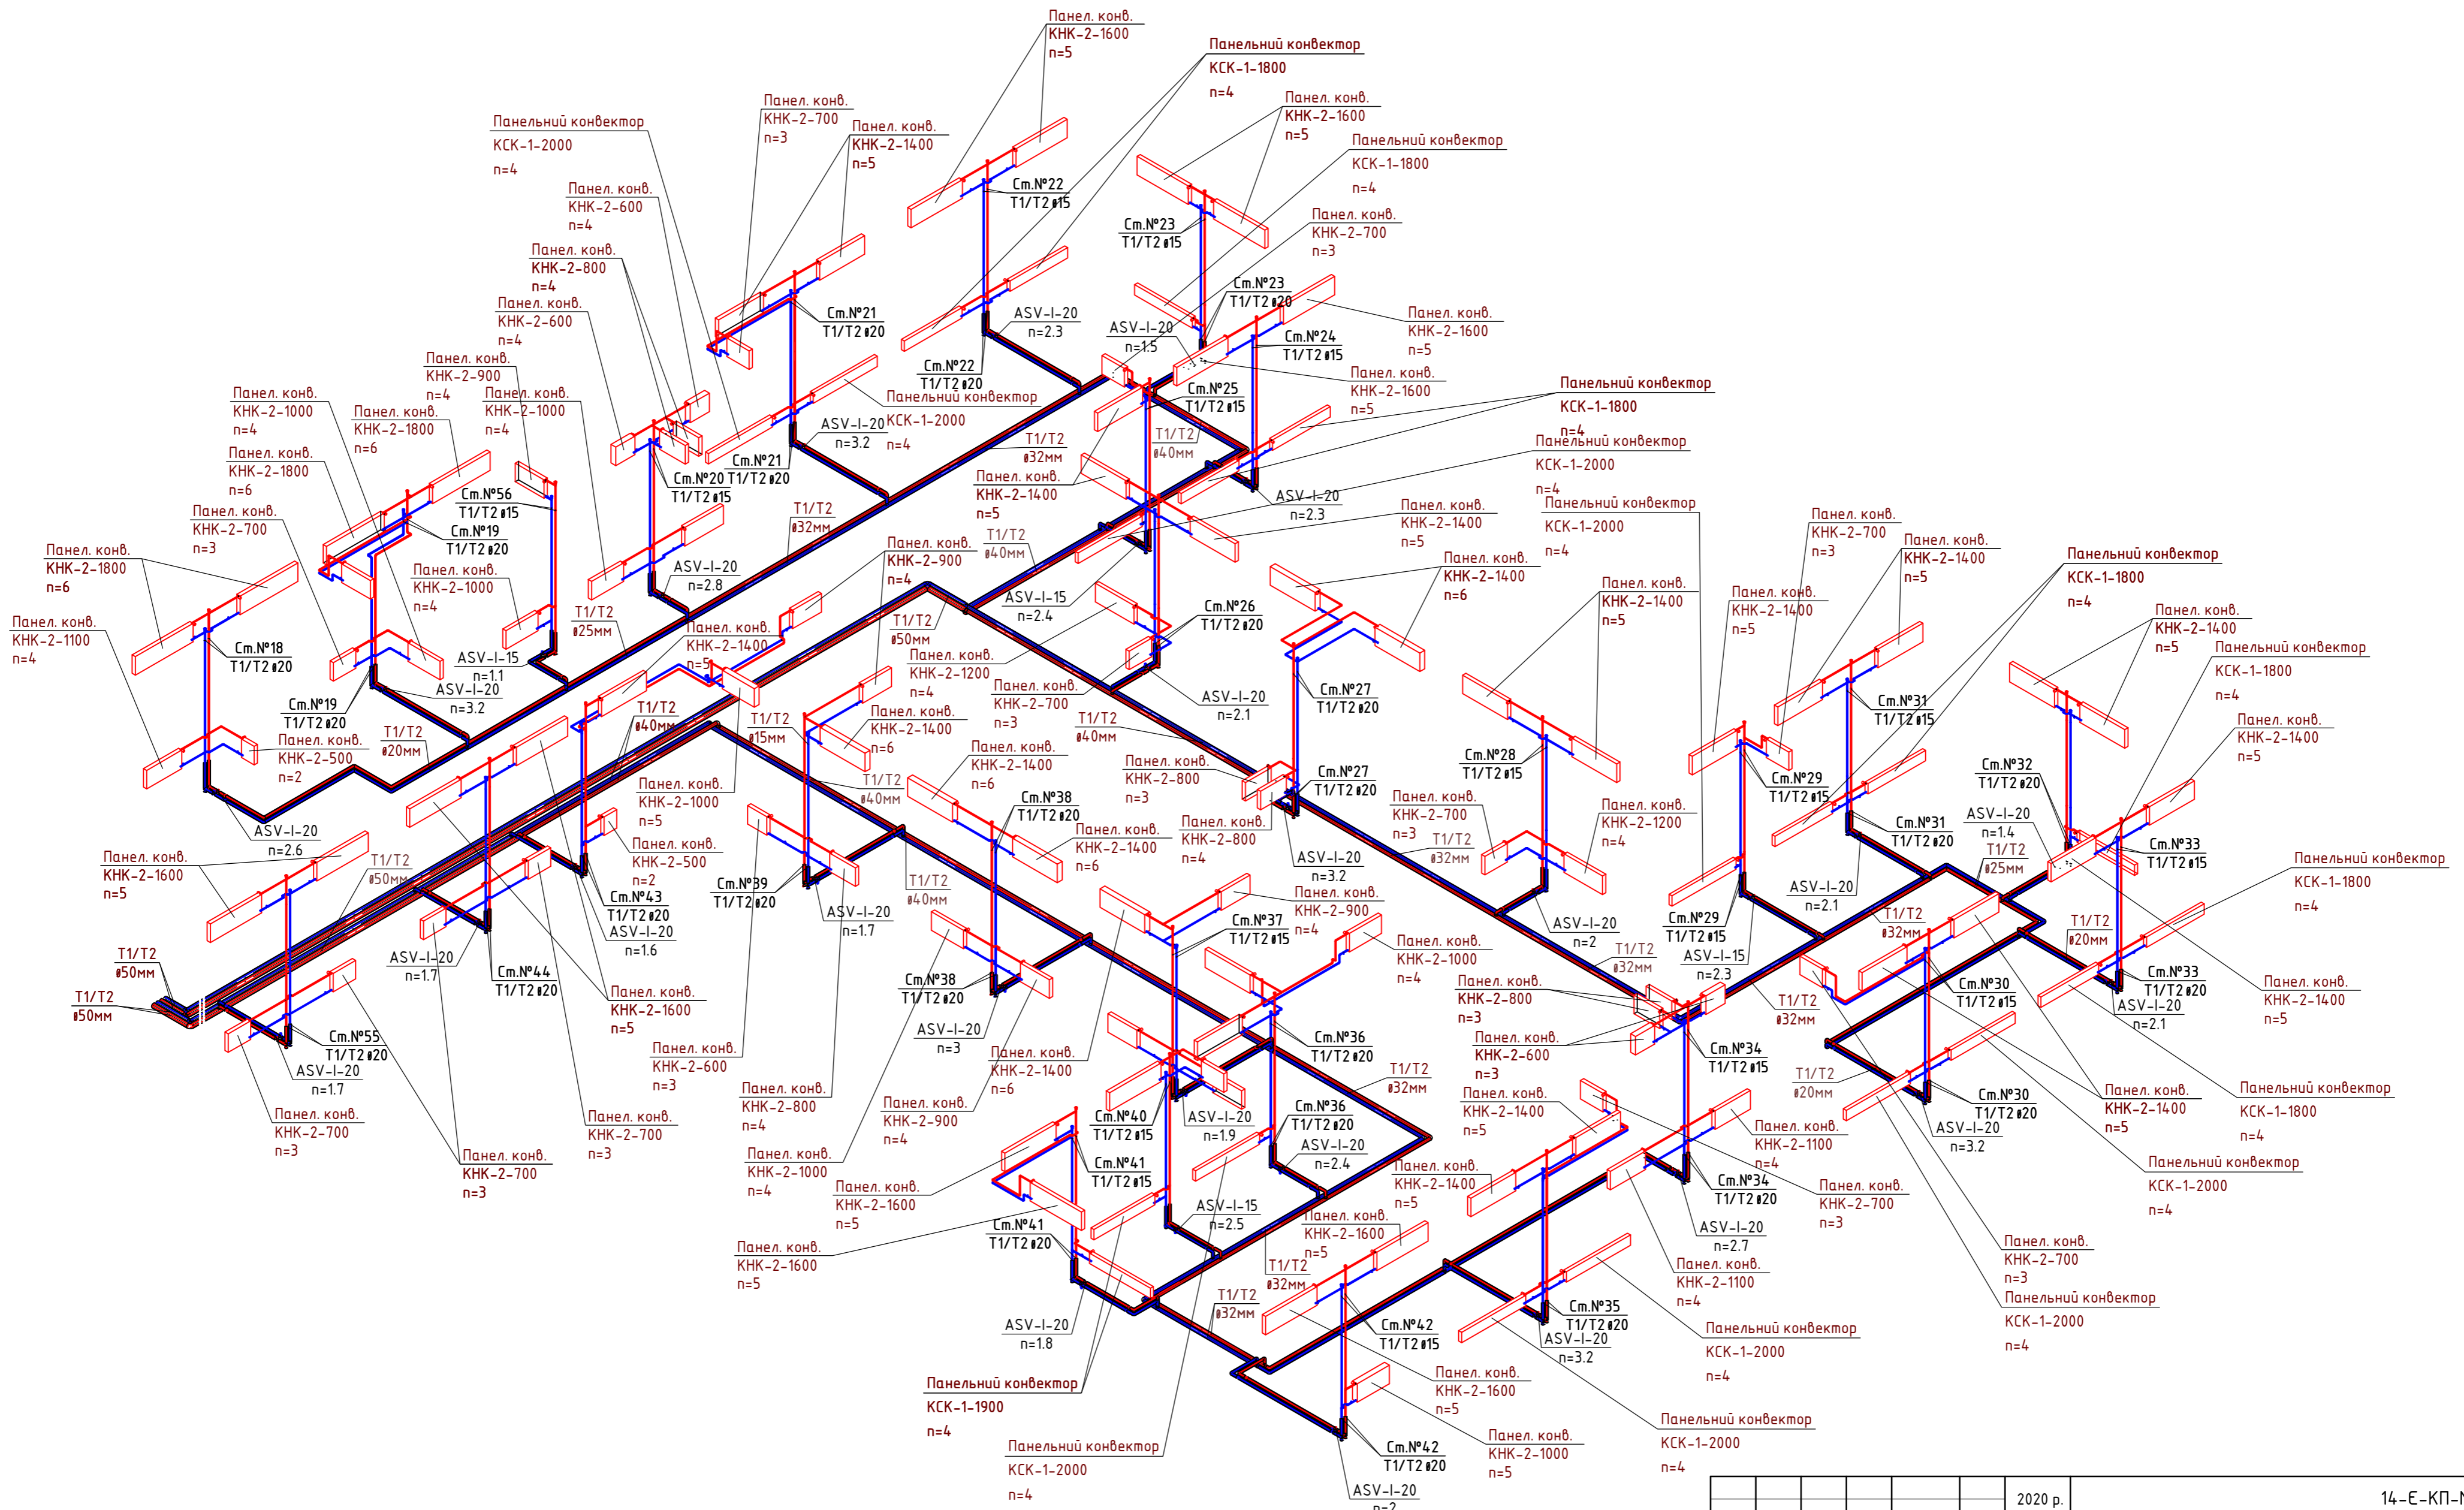 Панел. конв.
КНК-2-1600
n=5
Панельний конвектор
КСК-1-1800
n=4
Панел. конв.
КНК-2-1600
n=5
Панел. конв.
КНК-2-700
n=3
Панельний конвектор
КСК-1-2000
n=4
Панел. конв.
КНК-2-1400
n=5
Панельний конвектор
КСК-1-1800
n=4
Панел. конв.
КНК-2-600
n=4
Ст.№22
Т1/Т2 ø15
Ст.№23
Т1/Т2 ø15
Панел. конв.
КНК-2-700
n=3
Панел. конв.
КНК-2-800
n=4
Ст.№23
Т1/Т2 ø20
Панел. конв.
КНК-2-600
n=4
Ст.№21
Т1/Т2 ø20
ASV-I-20
n=2.3
ASV-I-20
n=1.5
Панел. конв.
КНК-2-1600
n=5
Ст.№24
Т1/Т2 ø15
Панел. конв.
КНК-2-900
n=4
Ст.№22
Т1/Т2 ø20
Панел. конв.
КНК-2-1600
n=5
Панел. конв.
КНК-2-1000
n=4
Панел. конв.
КНК-2-1800
n=6
Панел. конв.
КНК-2-1000
n=4
Панельний конвектор
КСК-1-2000
n=4
Ст.№25
Т1/Т2 ø15
Панельний конвектор
КСК-1-1800
n=4
ASV-I-20
n=3.2
Т1/Т2
ø32мм
Т1/Т2
ø40мм
Панельний конвектор
КСК-1-2000
n=4
Панел. конв.
КНК-2-1800
n=6
Ст.№20
Т1/Т2 ø15
Ст.№21
Т1/Т2 ø20
Панел. конв.
КНК-2-1400
n=5
ASV-I-20
n=2.3
Ст.№56
Т1/Т2 ø15
Панел. конв.
КНК-2-700
n=3
Ст.№19
Т1/Т2 ø20
Т1/Т2
ø32мм
Т1/Т2
ø40мм
Панел. конв.
КНК-2-1400
n=5
Панельний конвектор
КСК-1-2000
n=4
Панел. конв.
КНК-2-700
n=3
Панел. конв.
КНК-2-1800
n=6
Панел. конв.
КНК-2-1000
n=4
ASV-I-20
n=2.8
Панел. конв.
КНК-2-900
n=4
Панел. конв.
КНК-2-1400
n=6
Панел. конв.
КНК-2-1400
n=5
Панел. конв.
КНК-2-1400
n=5
Панел. конв.
КНК-2-1400
n=5
Панельний конвектор
КСК-1-1800
n=4
Панел. конв.
КНК-2-1100
n=4
Ст.№18
Т1/Т2 ø20
Т1/Т2
ø25мм
ASV-I-15
n=1.1
Панел. конв.
КНК-2-1400
n=5
Т1/Т2
ø50мм
ASV-I-15
n=2.4
Ст.№26
Т1/Т2 ø20
Панел. конв.
КНК-2-1400
n=5
Панел. конв.
КНК-2-1200
n=4
Панельний конвектор
КСК-1-1800
n=4
Ст.№19
Т1/Т2 ø20
ASV-I-20
n=3.2
Панел. конв.
КНК-2-700
n=3
ASV-I-20
n=2.1
Ст.№27
Т1/Т2 ø20
Ст.№31
Т1/Т2 ø15
Панел. конв.
КНК-2-500
n=2
Т1/Т2
ø20мм
Т1/Т2
ø40мм
Т1/Т2
ø15мм
Панел. конв.
КНК-2-1400
n=6
Т1/Т2
ø40мм
Панел. конв.
КНК-2-1400
n=5
Панел. конв.
КНК-2-1400
n=6
Панел. конв.
КНК-2-800
n=3
Ст.№28
Т1/Т2 ø15
Ст.№29
Т1/Т2 ø15
Ст.№32
Т1/Т2 ø20
Панел. конв.
КНК-2-1000
n=5
Т1/Т2
ø40мм
Ст.№27
Т1/Т2 ø20
Панел. конв.
КНК-2-700
n=3
Панел. конв.
КНК-2-1200
n=4
ASV-I-20
n=2.6
Ст.№38
Т1/Т2 ø20
Панел. конв.
КНК-2-800
n=4
Ст.№31
Т1/Т2 ø20
ASV-I-20
n=1.4
Панел. конв.
КНК-2-1600
n=5
Т1/Т2
ø50мм
Панел. конв.
КНК-2-500
n=2
Панел. конв.
КНК-2-1400
n=6
ASV-I-20
n=3.2
Т1/Т2
ø32мм
Т1/Т2
ø25мм
Ст.№33
Т1/Т2 ø15
Панельний конвектор
КСК-1-1800
n=4
Ст.№43
Т1/Т2 ø20
ASV-I-20
n=1.6
Ст.№39
Т1/Т2 ø20
Т1/Т2
ø40мм
ASV-I-20
n=1.7
Панел. конв.
КНК-2-900
n=4
ASV-I-20
n=2.1
ASV-I-20
n=2
Ст.№29
Т1/Т2 ø15
Т1/Т2
ø32мм
Т1/Т2
ø20мм
Ст.№37
Т1/Т2 ø15
Т1/Т2
ø50мм
ASV-I-20
n=1.7
Ст.№44
Т1/Т2 ø20
Ст.№38
Т1/Т2 ø20
Панел. конв.
КНК-2-1000
n=4
Т1/Т2
ø32мм
ASV-I-15
n=2.3
Ст.№33
Т1/Т2 ø20
Т1/Т2
ø50мм
Панел. конв.
КНК-2-1600
n=5
Панел. конв.
КНК-2-800
n=3
Т1/Т2
ø32мм
Ст.№30
Т1/Т2 ø15
ASV-I-20
n=2.1
Панел. конв.
КНК-2-1400
n=5
Ст.№55
Т1/Т2 ø20
ASV-I-20
n=1.7
ASV-I-20
n=3
Панел. конв.
КНК-2-600
n=3
Панел. конв.
КНК-2-1400
n=6
Ст.№36
Т1/Т2 ø20
Панел. конв.
КНК-2-600
n=3
Ст.№34
Т1/Т2 ø15
Т1/Т2
ø32мм
Т1/Т2
ø20мм
Панел. конв.
КНК-2-700
n=3
Панел. конв.
КНК-2-700
n=3
Панел. конв.
КНК-2-800
n=4
Панел. конв.
КНК-2-900
n=4
Ст.№40
Т1/Т2 ø15
ASV-I-20
n=1.9
Ст.№36
Т1/Т2 ø20
Панел. конв.
КНК-2-1400
n=5
Ст.№30
Т1/Т2 ø20
ASV-I-20
n=3.2
Панел. конв.
КНК-2-1400
n=5
Панельний конвектор
КСК-1-1800
n=4
Панел. конв.
КНК-2-700
n=3
Панел. конв.
КНК-2-1000
n=4
Ст.№41
Т1/Т2 ø15
ASV-I-20
n=2.4
Панел. конв.
КНК-2-1400
n=5
Панел. конв.
КНК-2-1100
n=4
Панельний конвектор
КСК-1-2000
n=4
Панел. конв.
КНК-2-1600
n=5
ASV-I-15
n=2.5
Ст.№34
Т1/Т2 ø20
Панел. конв.
КНК-2-700
n=3
Панел. конв.
КНК-2-1600
n=5
Ст.№41
Т1/Т2 ø20
Панел. конв.
КНК-2-1600
n=5
ASV-I-20
n=2.7
Панел. конв.
КНК-2-700
n=3
Т1/Т2
ø32мм
Т1/Т2
ø32мм
Панел. конв.
КНК-2-1100
n=4
Панельний конвектор
КСК-1-2000
n=4
ASV-I-20
n=1.8
Ст.№42
Т1/Т2 ø15
Ст.№35
Т1/Т2 ø20
ASV-I-20
n=3.2
Панельний конвектор
КСК-1-2000
n=4
Панельний конвектор
КСК-1-1900
n=4
Панел. конв.
КНК-2-1600
n=5
Панельний конвектор
КСК-1-2000
n=4
Панельний конвектор
КСК-1-2000
n=4
Ст.№42
Т1/Т2 ø20
Панел. конв.
КНК-2-1000
n=5
ASV-I-20
n=2
2020 р.
14-Є-КП-